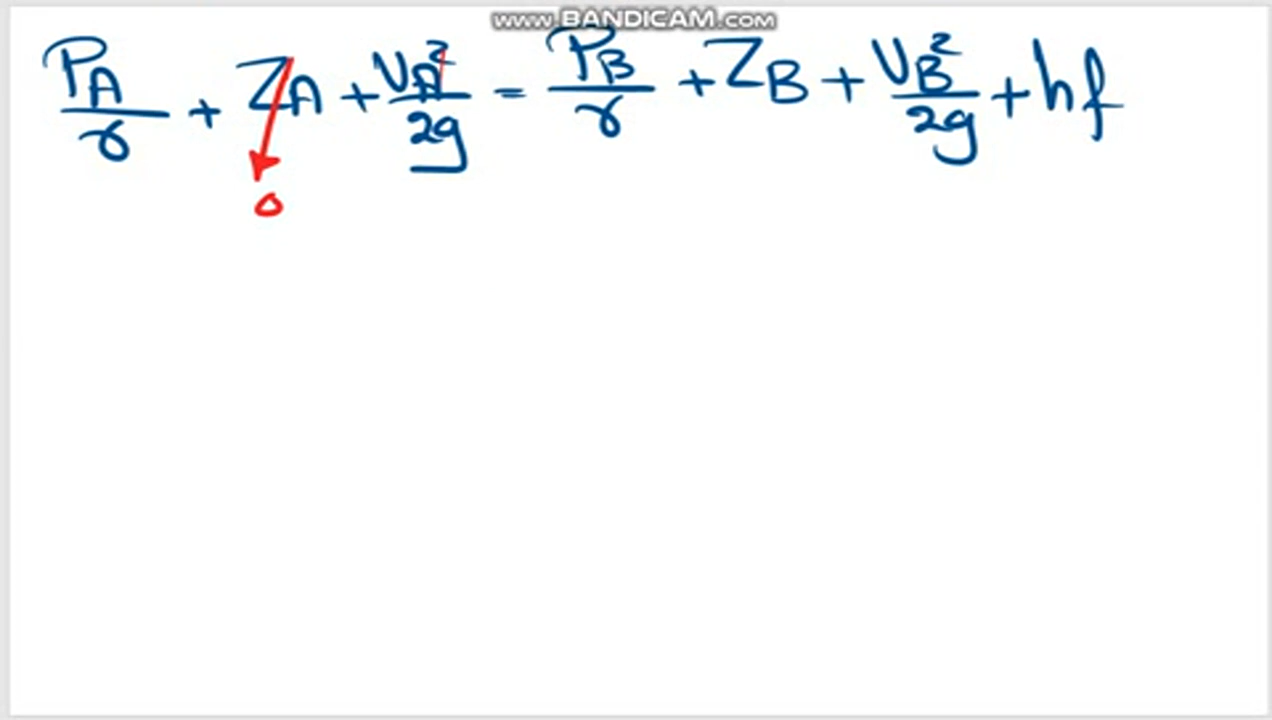 www.BANDICAM.com
PA/γ + ZA + VA²/2g = PB/γ + ZB + VB²/2g + hf
0